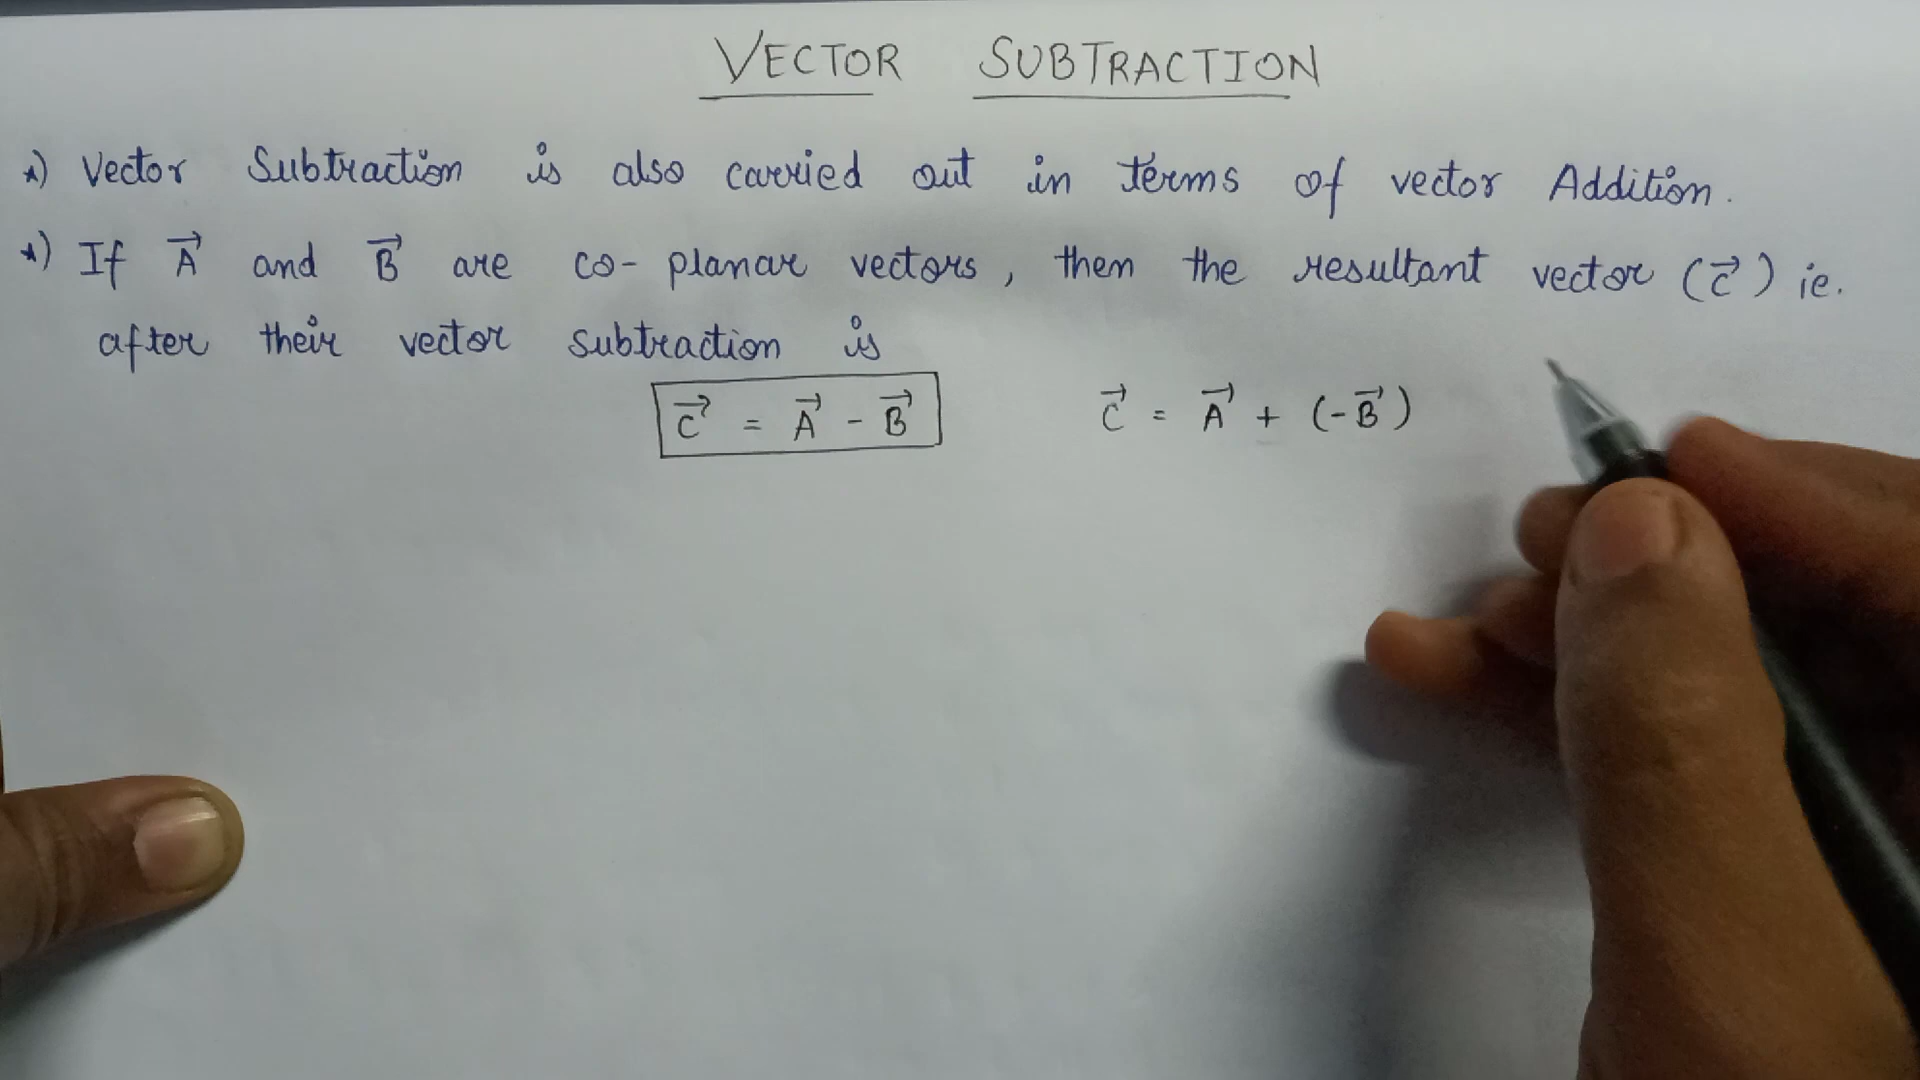 VECTOR SUBTRACTION
*) Vector Subtraction is also carried out in terms of vector Addition.
*) If A⃗ and B⃗ are co-planar vectors, then the resultant vector (C⃗) ie.
after their vector subtraction is
C⃗ = A⃗ - B⃗ C⃗ = A⃗ + (-B⃗)